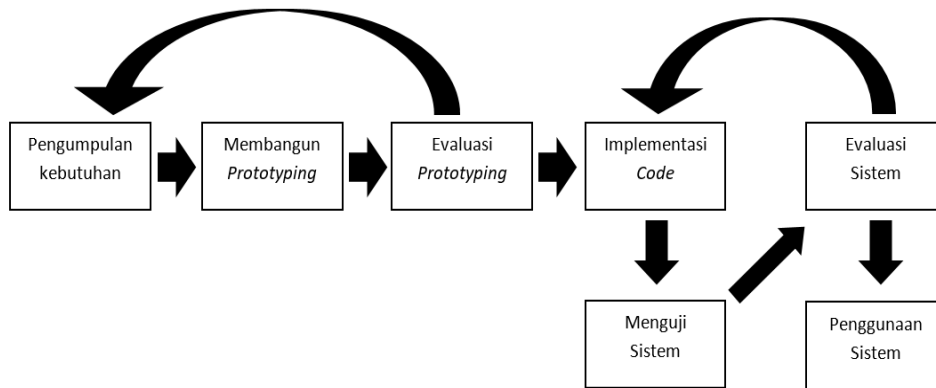 Pengumpulan
kebutuhan
Membangun
Prototyping
Evaluasi
Prototyping
Implementasi
Code
Evaluasi
Sistem
Menguji
Sistem
Penggunaan
Sistem